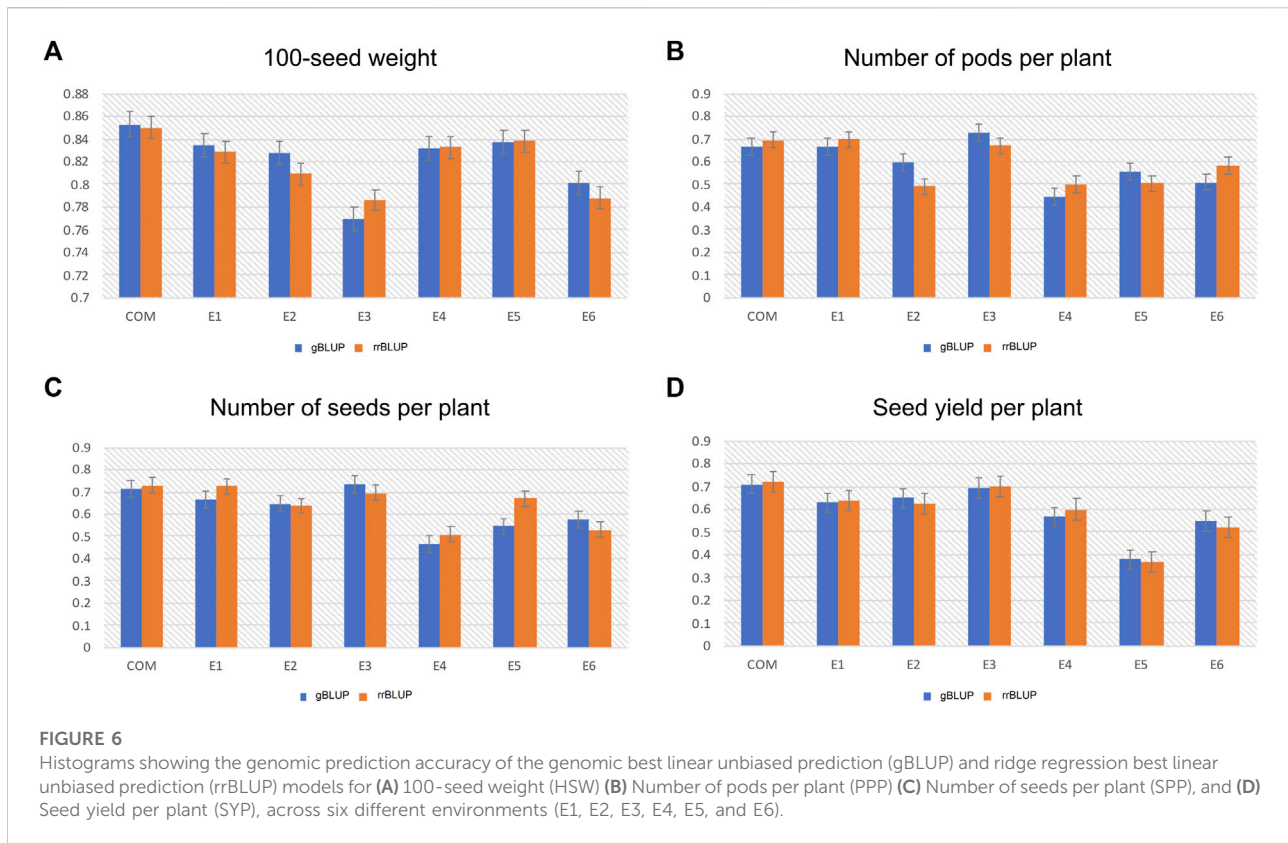 A
100-seed weight
0.88
0.86
0.84
0.82
0.8
0.78
0.76
0.74
0.72
0.7
COM E1 E2 E3 E4 E5 E6
gBLUP rrBLUP
B
Number of pods per plant
0.9
0.8
0.7
0.6
0.5
0.4
0.3
0.2
0.1
0
COM E1 E2 E3 E4 E5 E6
gBLUP rrBLUP
C
Number of seeds per plant
0.9
0.8
0.7
0.6
0.5
0.4
0.3
0.2
0.1
0
COM E1 E2 E3 E4 E5 E6
gBLUP rrBLUP
D
Seed yield per plant
0.9
0.8
0.7
0.6
0.5
0.4
0.3
0.2
0.1
0
COM E1 E2 E3 E4 E5 E6
gBLUP rrBLUP
FIGURE 6
Histograms showing the genomic prediction accuracy of the genomic best linear unbiased prediction (gBLUP) and ridge regression best linear
unbiased prediction (rrBLUP) models for (A) 100-seed weight (HSW) (B) Number of pods per plant (PPP) (C) Number of seeds per plant (SPP), and (D)
Seed yield per plant (SYP), across six different environments (E1, E2, E3, E4, E5, and E6).